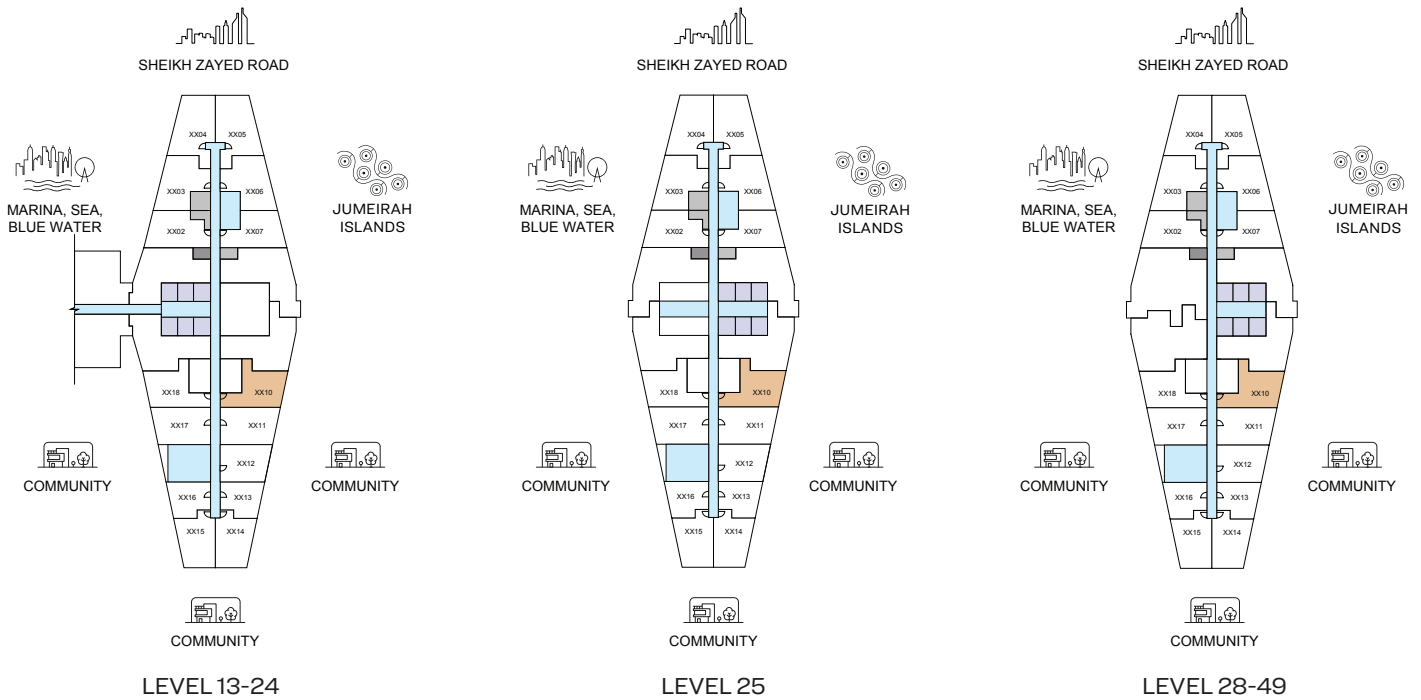 SHEIKH ZAYED ROAD
XX04 XX05
XX03 XX06
MARINA, SEA,
BLUE WATER
JUMEIRAH
ISLANDS
XX02 XX07
XX18 XX10
XX17 XX11
XX12
COMMUNITY
COMMUNITY
XX16 XX13
XX15 XX14
COMMUNITY
LEVEL 13-24
SHEIKH ZAYED ROAD
XX04 XX05
XX03 XX06
MARINA, SEA,
BLUE WATER
JUMEIRAH
ISLANDS
XX02 XX07
XX18 XX10
XX17 XX11
XX12
COMMUNITY
COMMUNITY
XX16 XX13
XX15 XX14
COMMUNITY
LEVEL 25
SHEIKH ZAYED ROAD
XX04 XX05
XX03 XX06
MARINA, SEA,
BLUE WATER
JUMEIRAH
ISLANDS
XX02 XX07
XX18 XX10
XX17 XX11
XX12
COMMUNITY
COMMUNITY
XX16 XX13
XX15 XX14
COMMUNITY
LEVEL 28-49